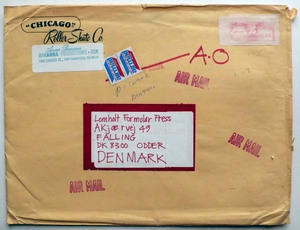 "CHICAGO"
Roller Skate Co
A.O
AIR MAIL
AIR MAIL
Lomholt Formular Press
AKjærvej 49
FALLING
DK 8300 ODDER
DENMARK
AIR MAIL